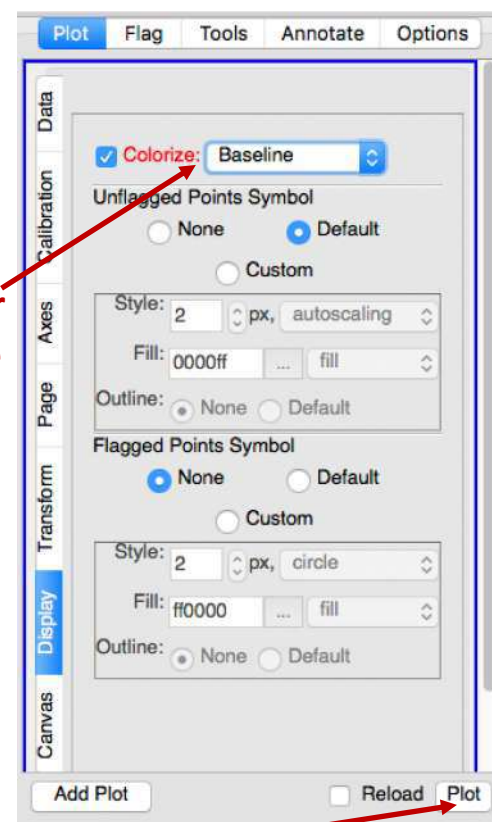 Plot Flag Tools Annotate Options
Data
Calibration
Axes
Page
Transform
Display
Canvas
Colorize: Baseline
Unflagged Points Symbol
None Default
Custom
Style: 2 px, autoscaling
Fill: 0000ff ... fill
Outline: None Default
Flagged Points Symbol
None Default
Custom
Style: 2 px, circle
Fill: ff0000 ... fill
Outline: None Default
Add Plot Reload Plot